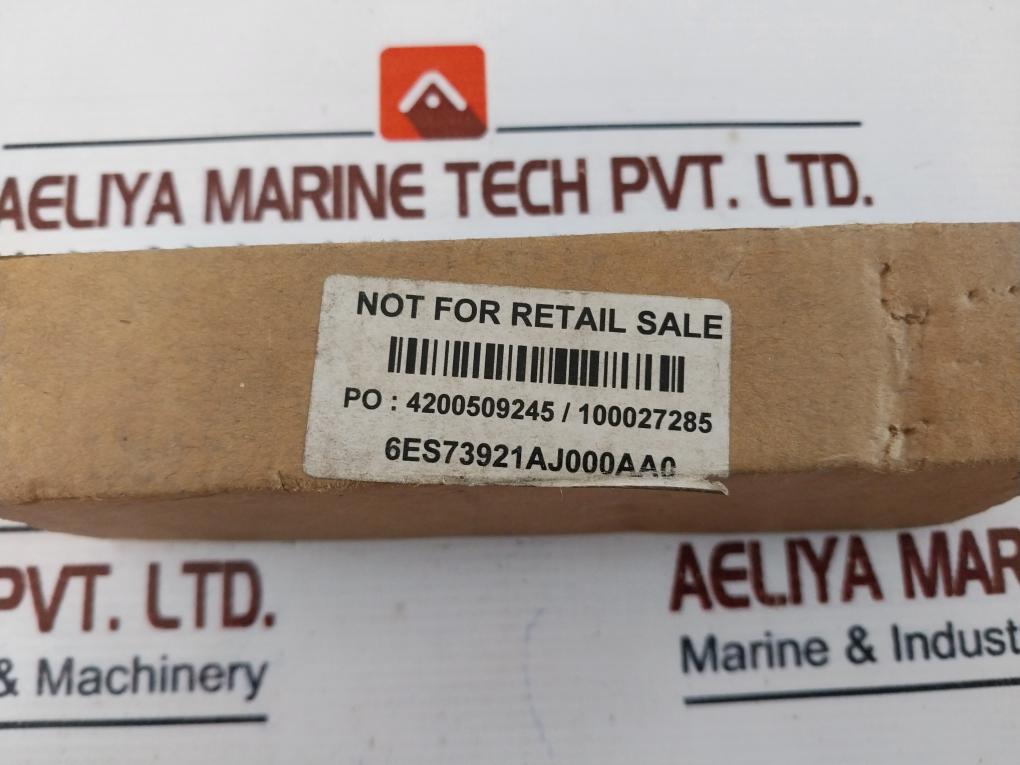 AELIYA MARINE TECH PVT. LTD.
NOT FOR RETAIL SALE
PO : 4200509245 / 100027285
6ES73921AJ000AA0
PVT. LTD.
& Machinery
AELIYA MAR
Marine & Indust